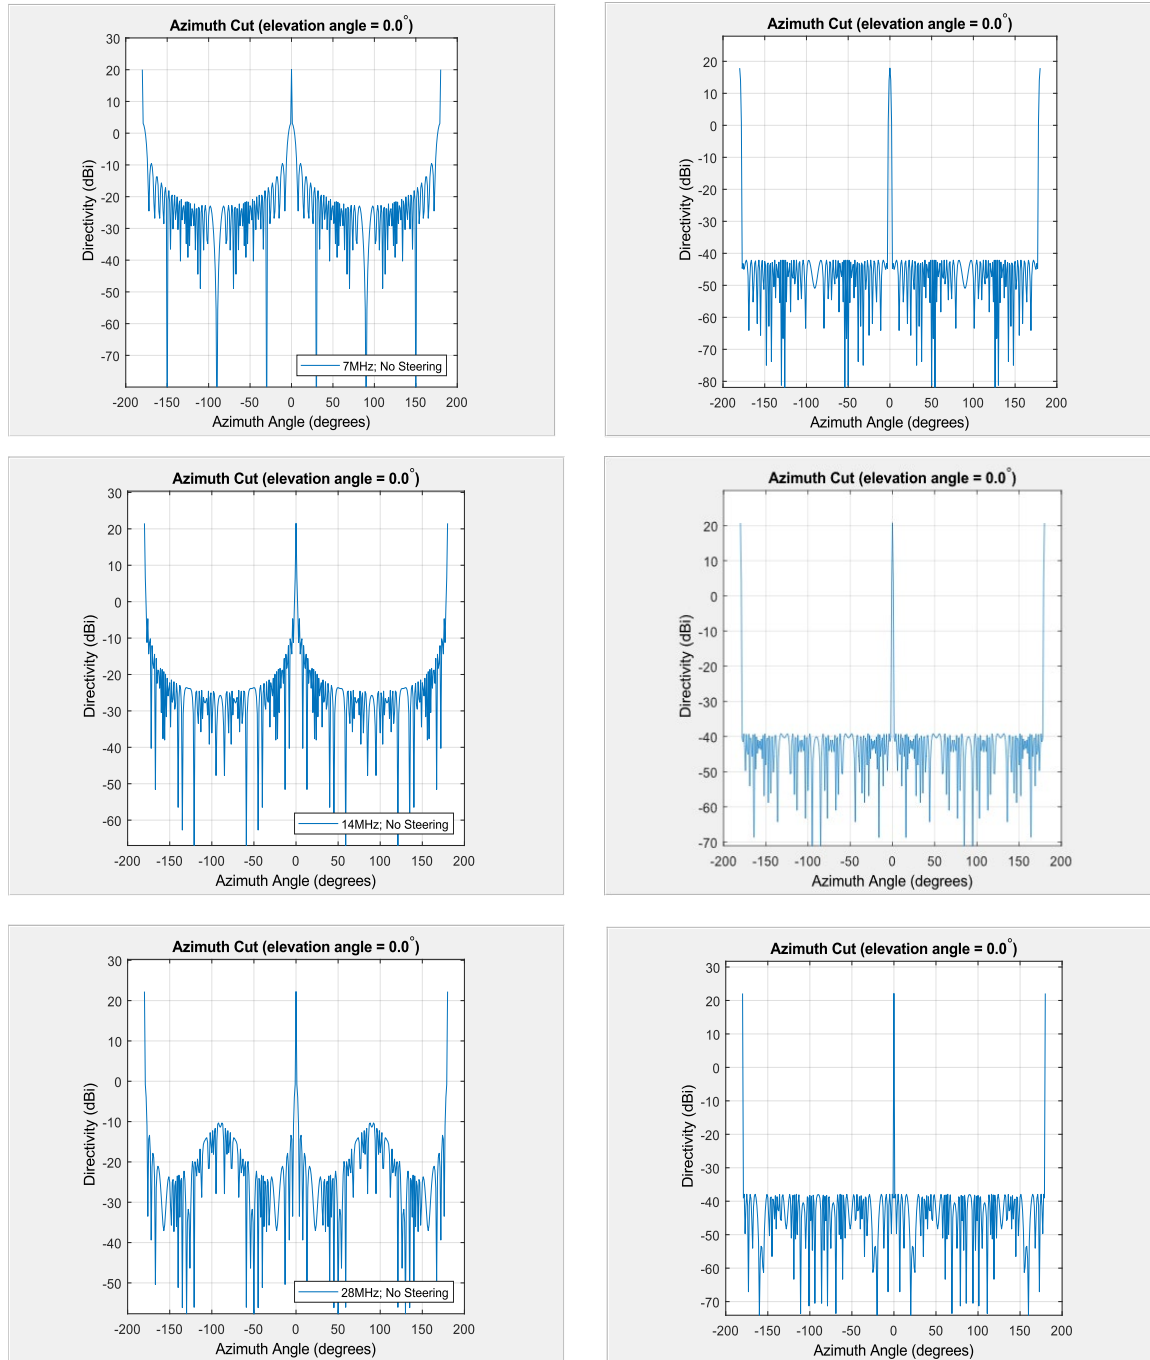 Azimuth Cut (elevation angle = 0.0°)
30
20
10
0
-10
-20
-30
-40
-50
-60
-70
Directivity (dBi)
7MHz; No Steering
-200 -150 -100 -50 0 50 100 150 200
Azimuth Angle (degrees)
Azimuth Cut (elevation angle = 0.0°)
20
10
0
-10
-20
-30
-40
-50
-60
-70
-80
Directivity (dBi)
-200 -150 -100 -50 0 50 100 150 200
Azimuth Angle (degrees)
Azimuth Cut (elevation angle = 0.0°)
30
20
10
0
-10
-20
-30
-40
-50
-60
Directivity (dBi)
14MHz; No Steering
-200 -150 -100 -50 0 50 100 150 200
Azimuth Angle (degrees)
Azimuth Cut (elevation angle = 0.0°)
20
10
0
-10
-20
-30
-40
-50
-60
-70
Directivity (dBi)
-200 -150 -100 -50 0 50 100 150 200
Azimuth Angle (degrees)
Azimuth Cut (elevation angle = 0.0°)
30
20
10
0
-10
-20
-30
-40
-50
Directivity (dBi)
28MHz; No Steering
-200 -150 -100 -50 0 50 100 150 200
Azimuth Angle (degrees)
Azimuth Cut (elevation angle = 0.0°)
30
20
10
0
-10
-20
-30
-40
-50
-60
-70
Directivity (dBi)
-200 -150 -100 -50 0 50 100 150 200
Azimuth Angle (degrees)